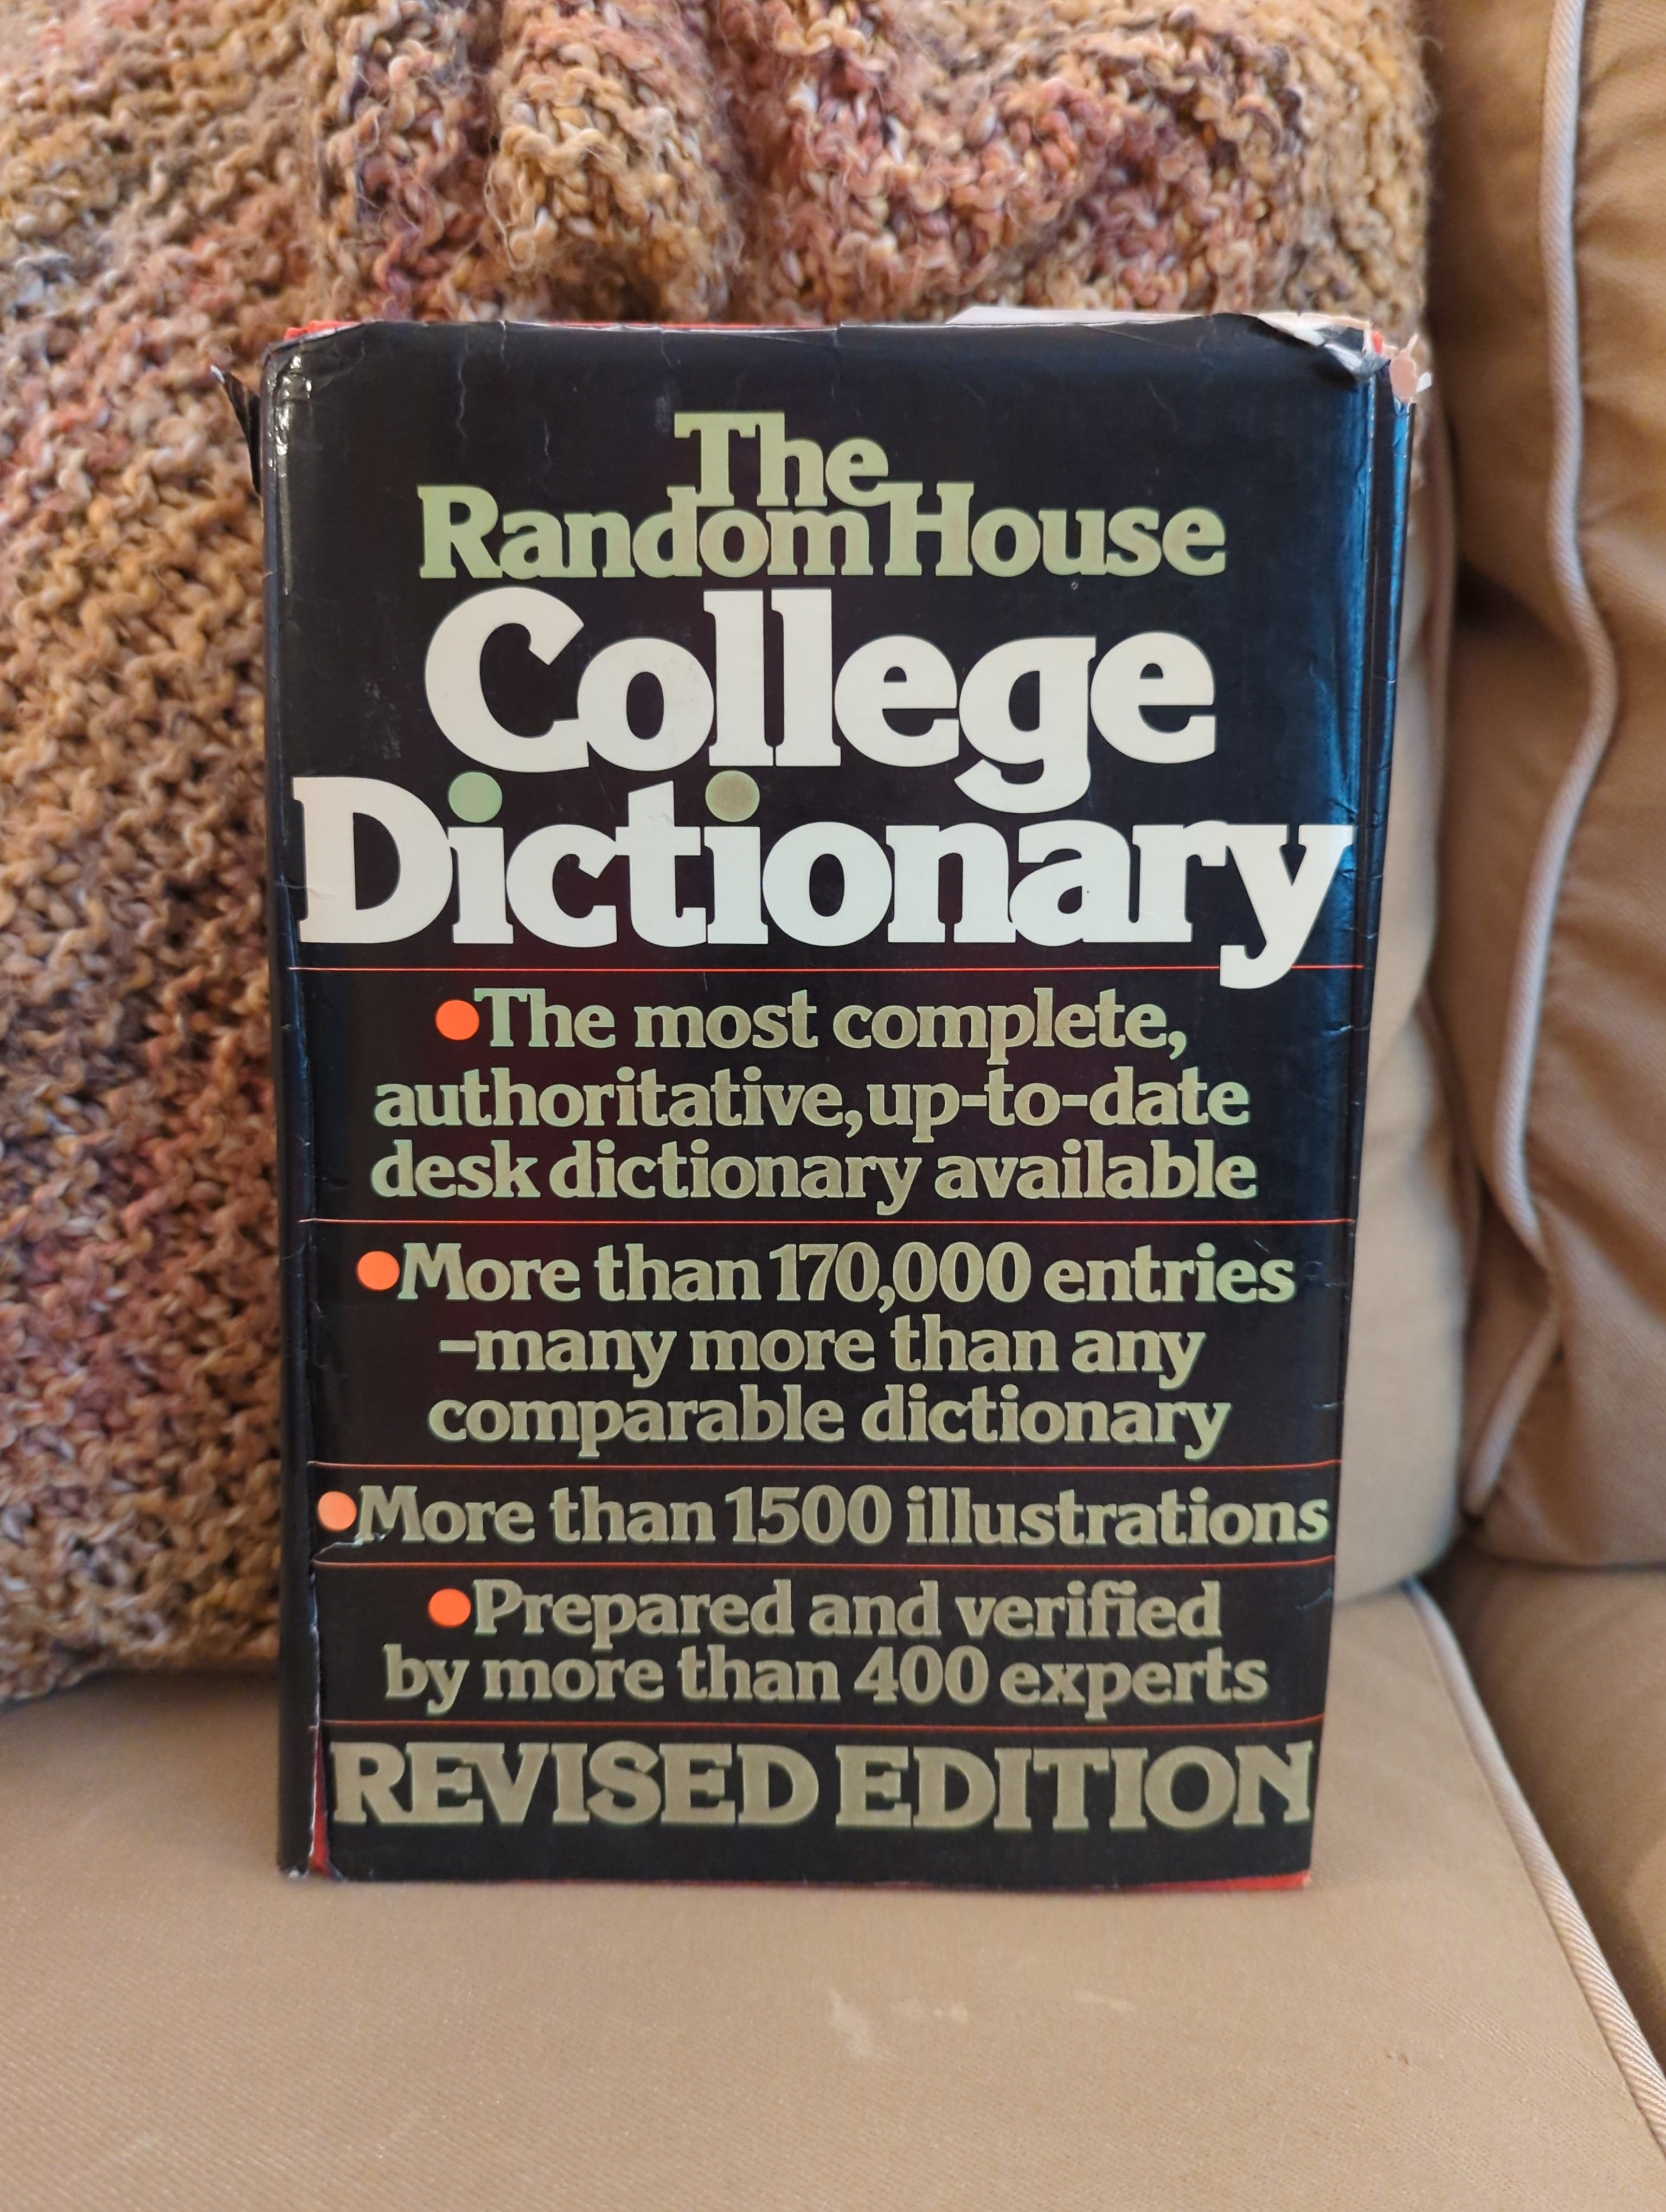 The
Random House
College
Dictionary
•The most complete,
authoritative, up-to-date
desk dictionary available
•More than 170,000 entries
–many more than any
comparable dictionary
•More than 1500 illustrations
•Prepared and verified
by more than 400 experts
REVISED EDITION